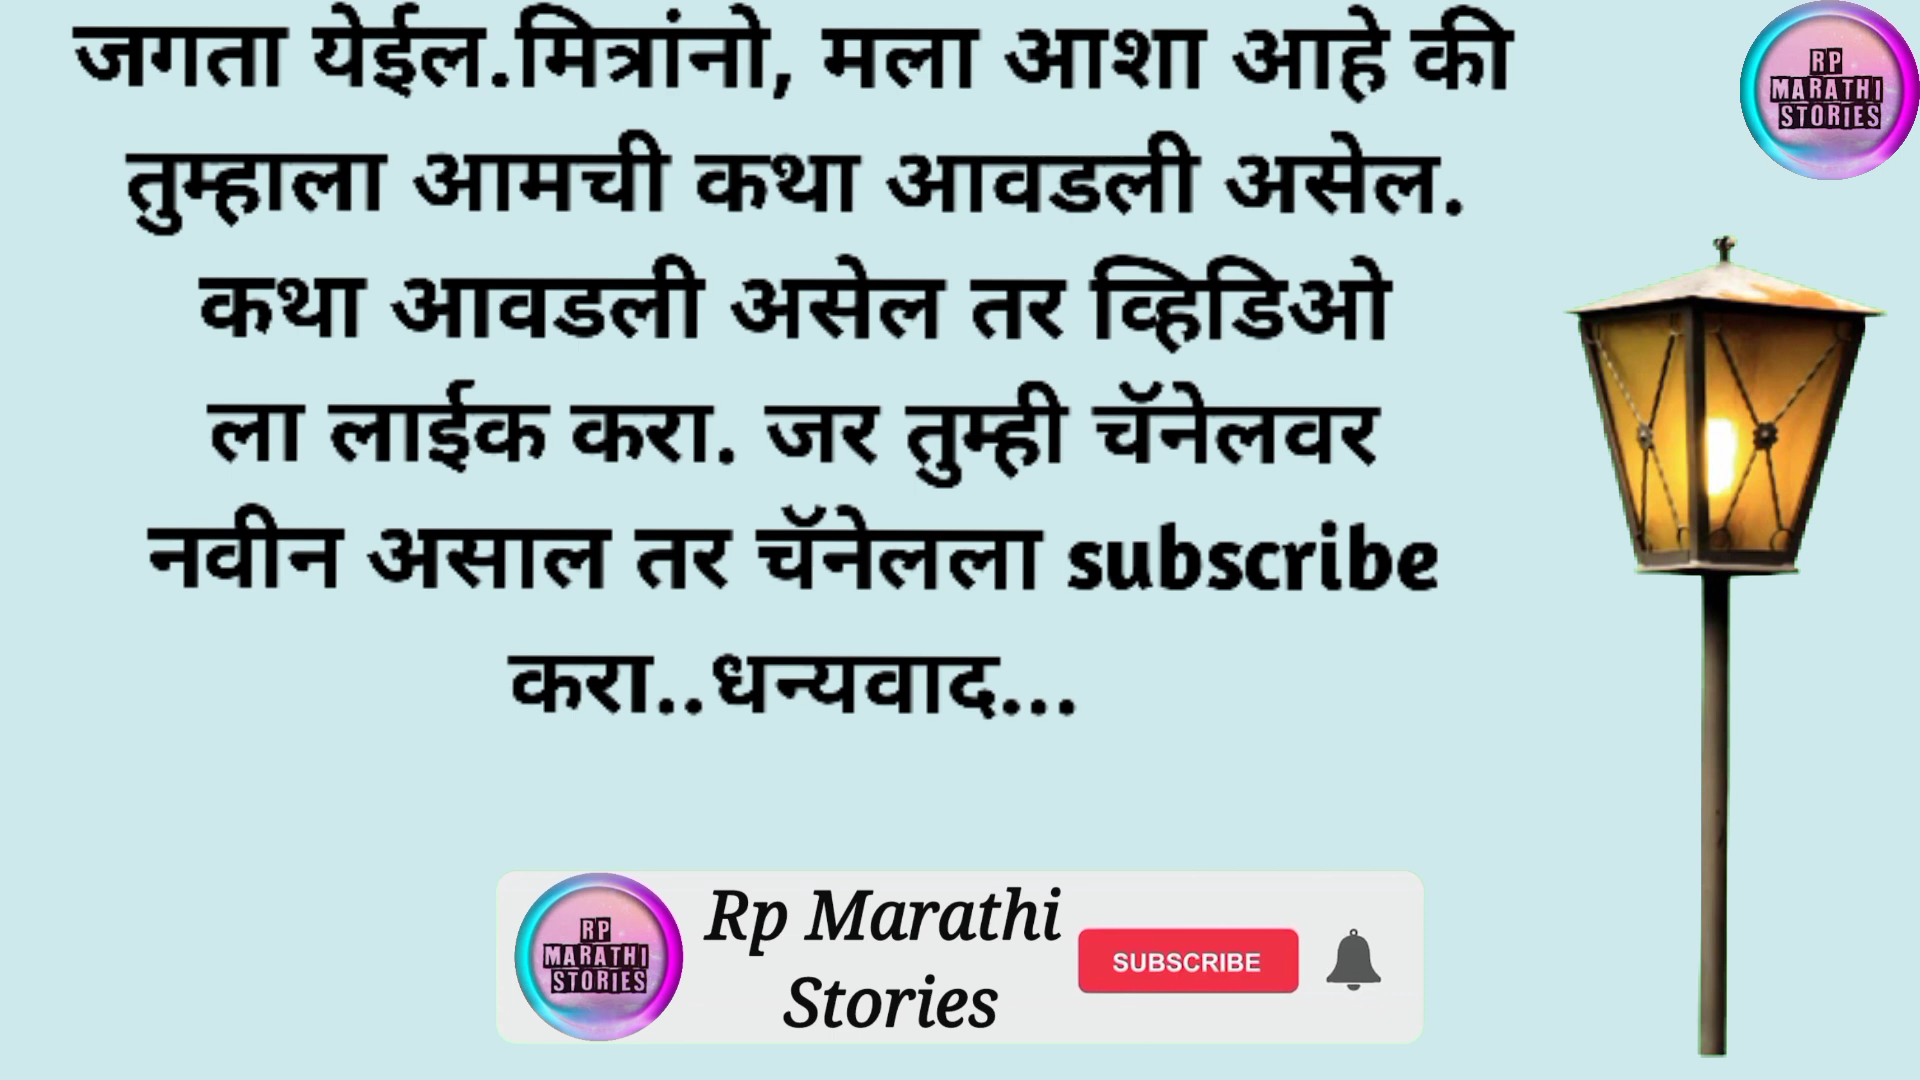 जगता येईल.मित्रांनो, मला आशा आहे की
तुम्हाला आमची कथा आवडली असेल.
कथा आवडली असेल तर व्हिडिओ
ला लाईक करा. जर तुम्ही चॅनेलवर
नवीन असाल तर चॅनेलला subscribe
करा..धन्यवाद...
RP
MARATHI
STORIES
RP
MARATHI
STORIES
Rp Marathi
Stories
SUBSCRIBE